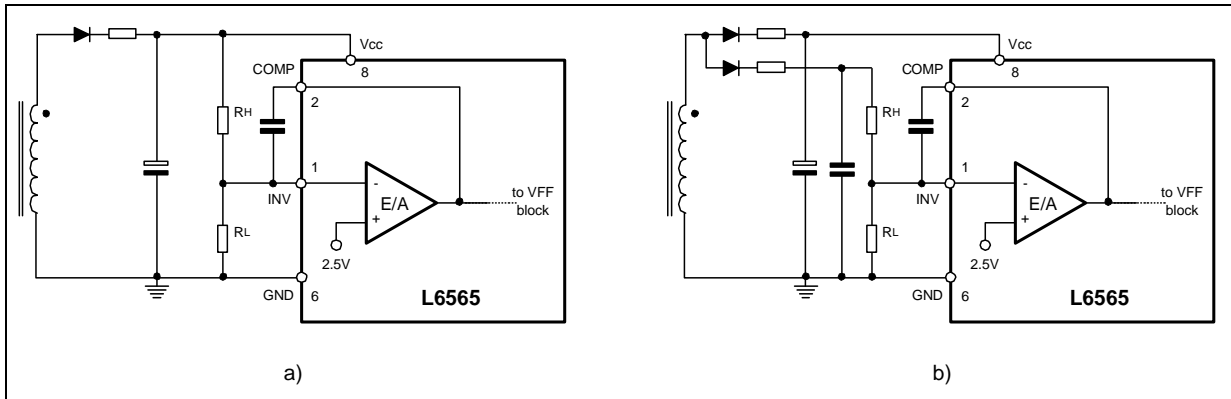 Vcc
8
COMP
2
RH
1
INV
-
E/A
+
to VFF
block
RL
2.5V
GND
6
L6565
a)
Vcc
8
COMP
2
RH
1
INV
-
E/A
+
to VFF
block
RL
2.5V
GND
6
L6565
b)